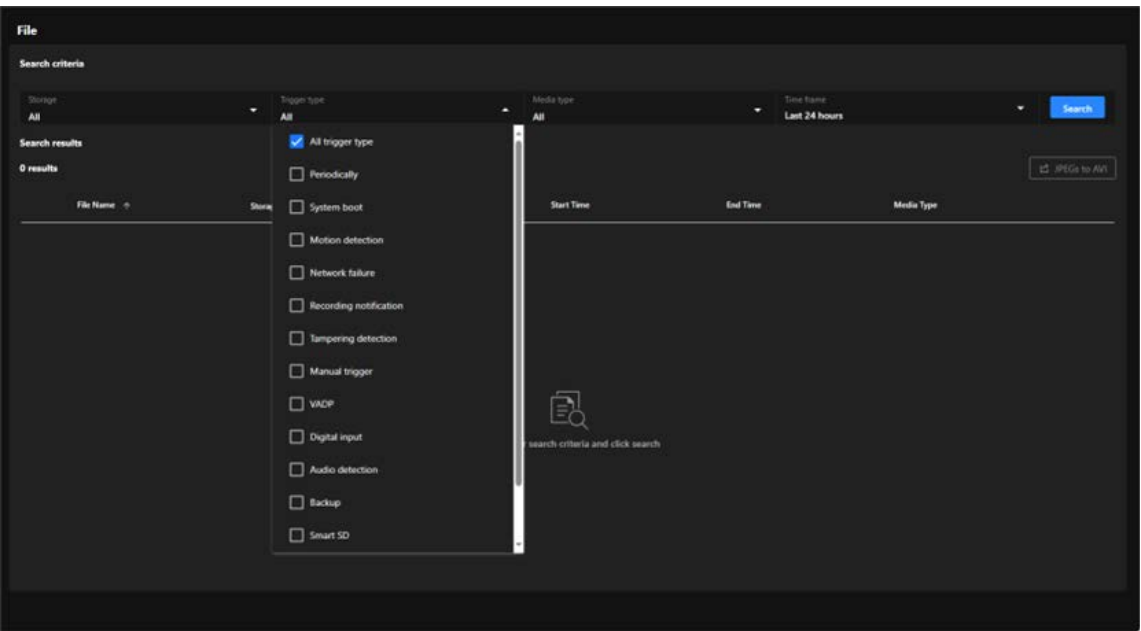 File
Search criteria
Storage
All
Trigger type
All
Media type
All
Time frame
Last 24 hours
Search
Search results
0 results
JPEGs to AVI
File Name
Start Time
End Time
Media Type
All trigger type
Periodically
System boot
Motion detection
Network failure
Recording notification
Tampering detection
Manual trigger
VADP
Digital input
Audio detection
Backup
Smart SD
search criteria and click search